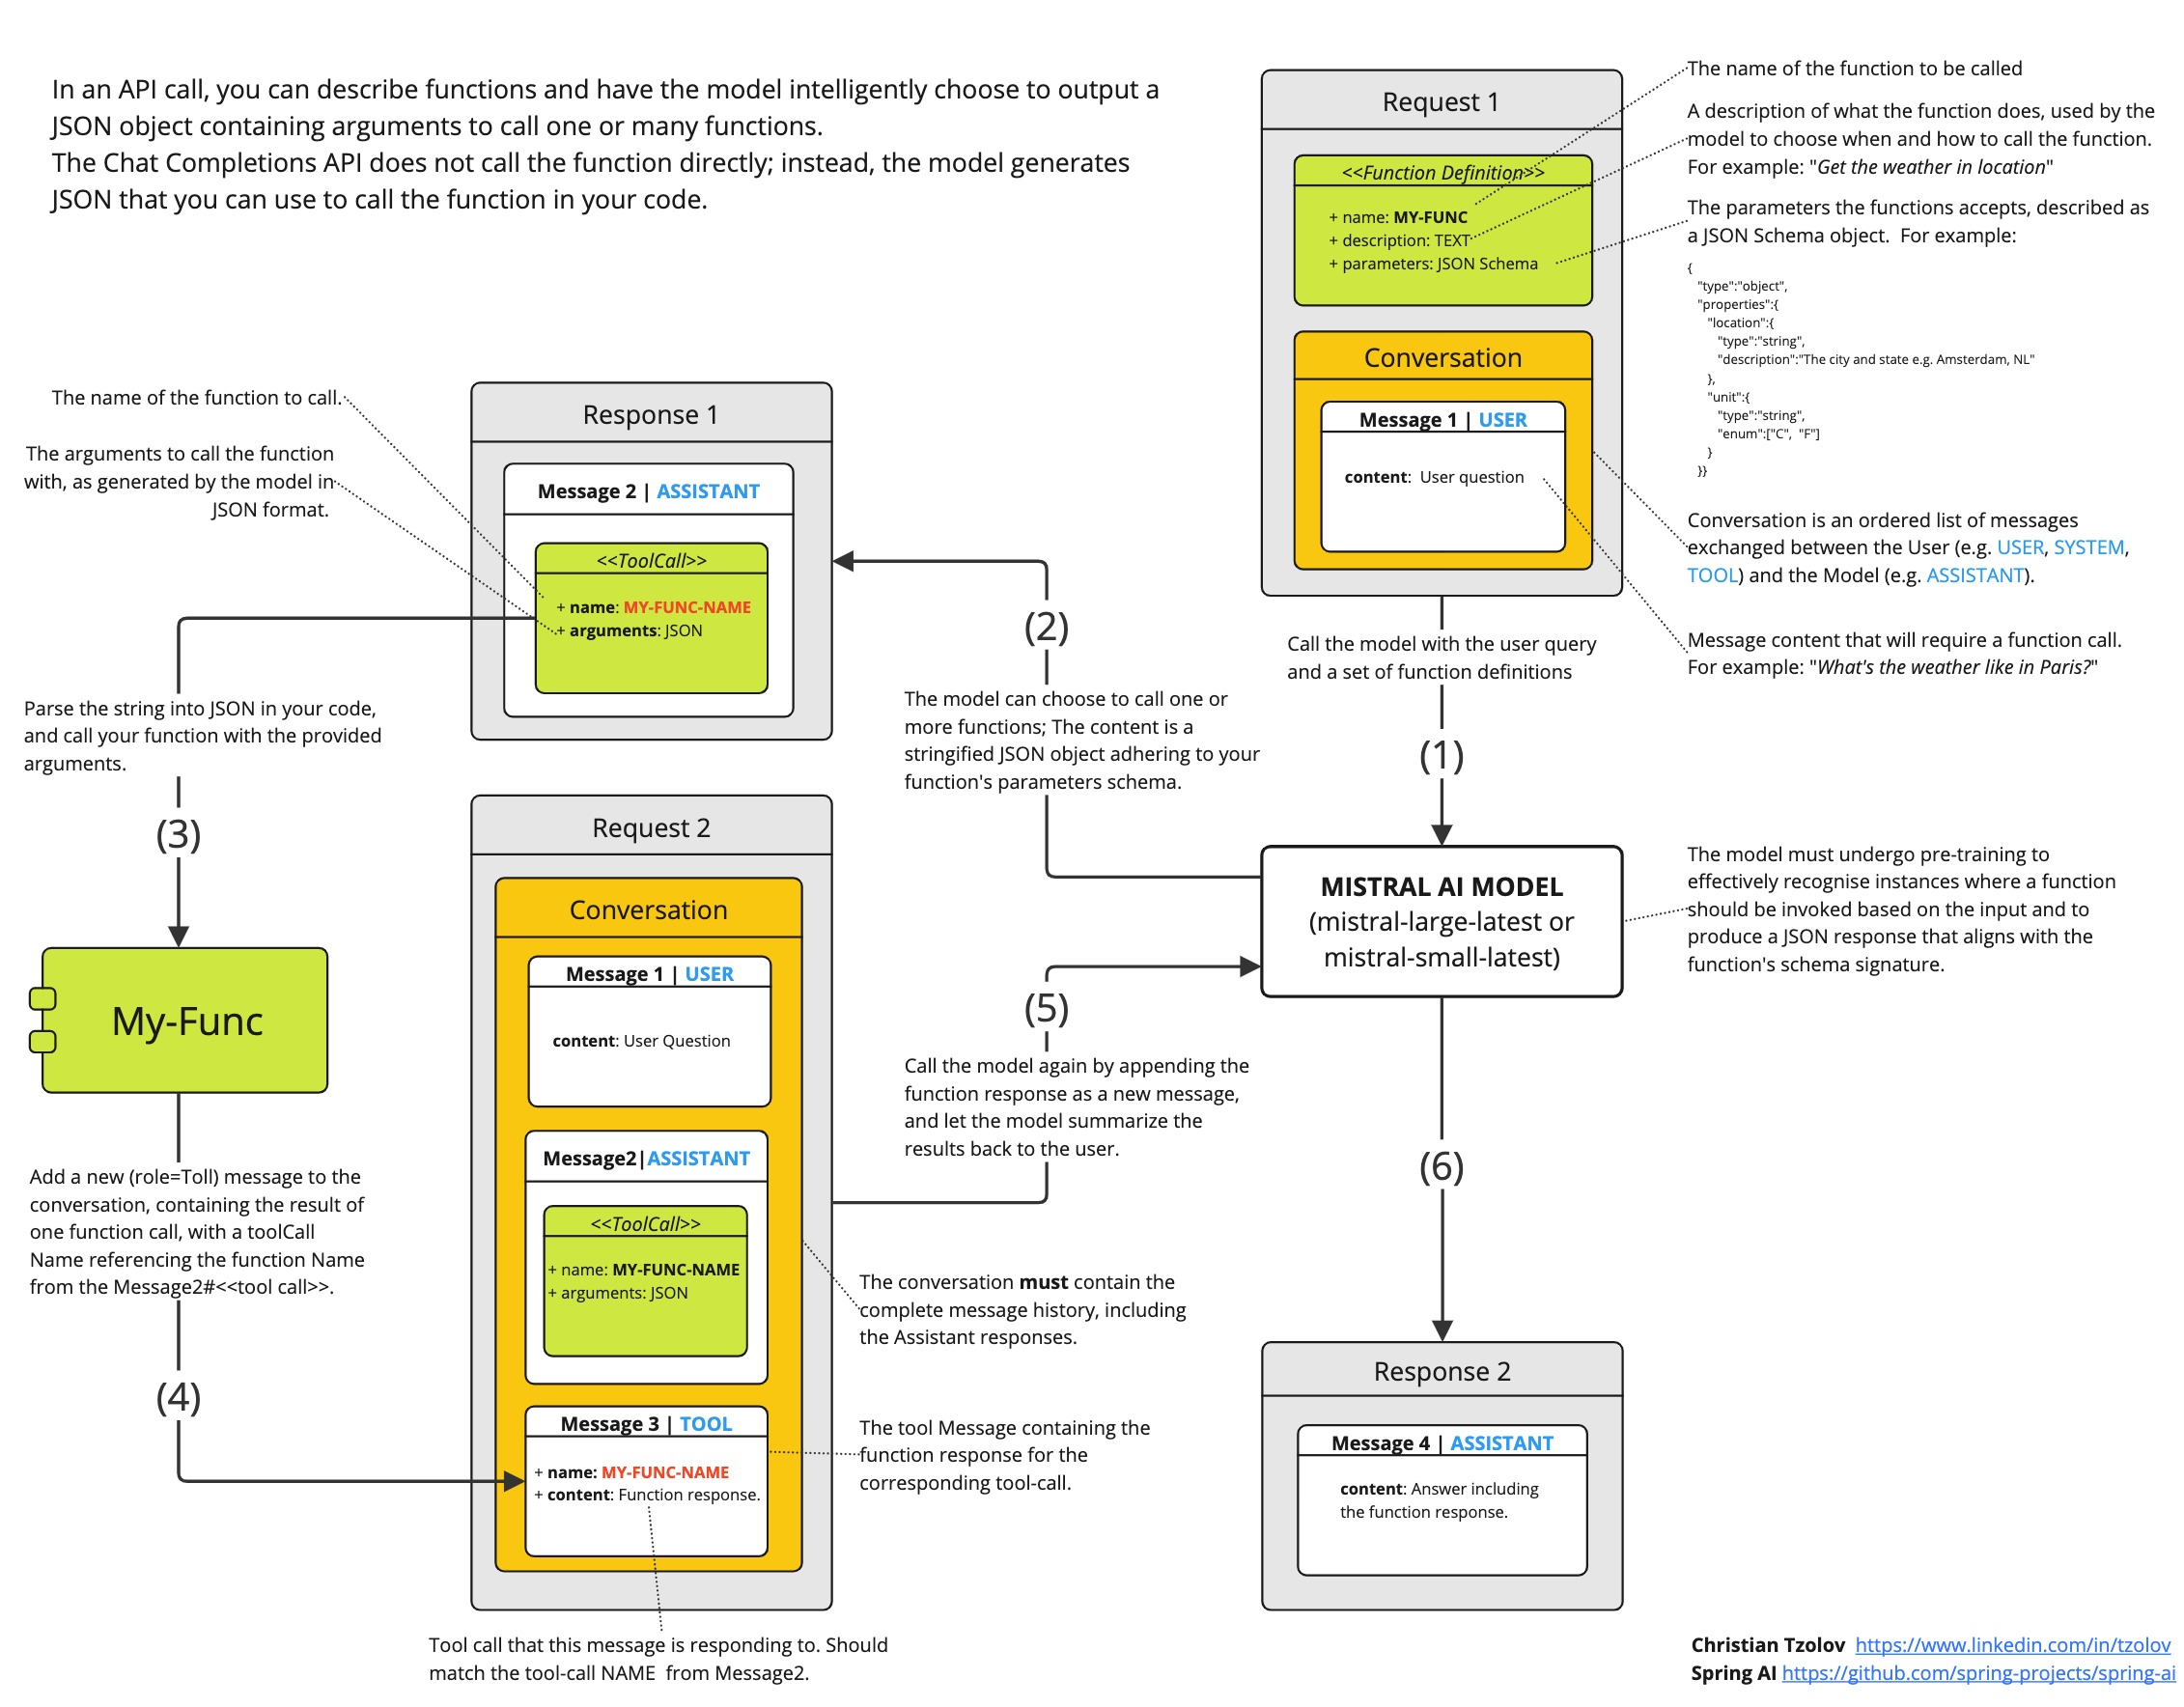 In an API call, you can describe functions and have the model intelligently choose to output a
JSON object containing arguments to call one or many functions.
The Chat Completions API does not call the function directly; instead, the model generates
JSON that you can use to call the function in your code.
Request 1
<<Function Definition>>
+ name: MY-FUNC
+ description: TEXT
+ parameters: JSON Schema
Conversation
Message 1 | USER
content: User question
The name of the function to be called
A description of what the function does, used by the
model to choose when and how to call the function.
For example: "Get the weather in location"
The parameters the functions accepts, described as
a JSON Schema object. For example:
{
"type":"object",
"properties":{
"location":{
"type":"string",
"description":"The city and state e.g. Amsterdam, NL"
},
"unit":{
"type":"string",
"enum":["C", "F"]
}
}}
Conversation is an ordered list of messages
exchanged between the User (e.g. USER, SYSTEM,
TOOL) and the Model (e.g. ASSISTANT).
Message content that will require a function call.
For example: "What's the weather like in Paris?"
Call the model with the user query
and a set of function definitions
(1)
MISTRAL AI MODEL
(mistral-large-latest or
mistral-small-latest)
The model must undergo pre-training to
effectively recognise instances where a function
should be invoked based on the input and to
produce a JSON response that aligns with the
function's schema signature.
(2)
The model can choose to call one or
more functions; The content is a
stringified JSON object adhering to your
function's parameters schema.
Response 1
Message 2 | ASSISTANT
<<ToolCall>>
+ name: MY-FUNC-NAME
+ arguments: JSON
The name of the function to call.
The arguments to call the function
with, as generated by the model in
JSON format.
Parse the string into JSON in your code,
and call your function with the provided
arguments.
(3)
My-Func
Add a new (role=Toll) message to the
conversation, containing the result of
one function call, with a toolCall
Name referencing the function Name
from the Message2#<<tool call>>.
(4)
Request 2
Conversation
Message 1 | USER
content: User Question
Message2|ASSISTANT
<<ToolCall>>
+ name: MY-FUNC-NAME
+ arguments: JSON
Message 3 | TOOL
+ name: MY-FUNC-NAME
+ content: Function response.
Tool call that this message is responding to. Should
match the tool-call NAME from Message2.
(5)
Call the model again by appending the
function response as a new message,
and let the model summarize the
results back to the user.
The conversation must contain the
complete message history, including
the Assistant responses.
The tool Message containing the
function response for the
corresponding tool-call.
(6)
Response 2
Message 4 | ASSISTANT
content: Answer including
the function response.
Christian Tzolov https://www.linkedin.com/in/tzolov
Spring AI https://github.com/spring-projects/spring-ai